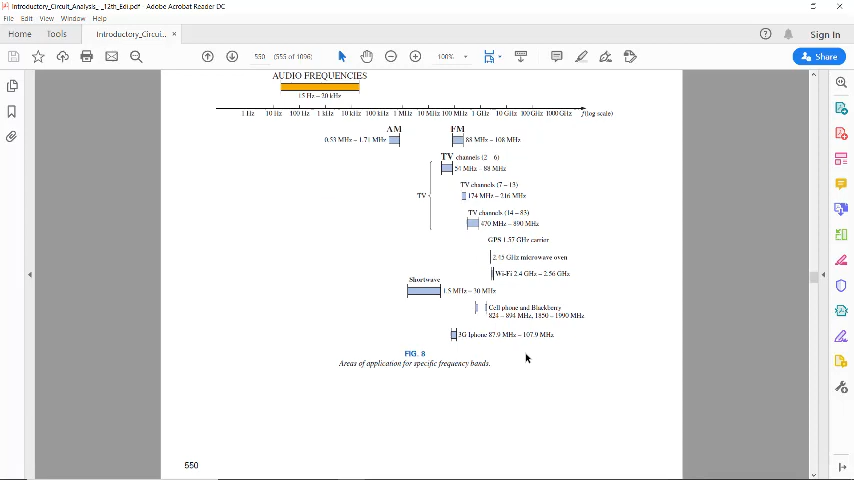 Introductory_Circuit_Analysis_ _12th_Edi.pdf - Adobe Acrobat Reader DC
File Edit View Window Help
Home Tools Introductory_Circui... ×
Sign In
550 (555 of 1096) 100%
Share
AUDIO FREQUENCIES
15 Hz – 20 kHz
1 Hz 10 Hz 100 Hz 1 kHz 10 kHz 100 kHz 1 MHz 10 MHz 100 MHz 1 GHz 10 GHz 100 GHz 1000 GHz f (log scale)
AM FM
0.53 MHz – 1.71 MHz 88 MHz – 108 MHz
TV channels (2 – 6)
54 MHz – 88 MHz
TV channels (7 – 13)
TV 174 MHz – 216 MHz
TV channels (14 – 83)
470 MHz – 890 MHz
GPS 1.57 GHz carrier
2.45 GHz microwave oven
Wi-Fi 2.4 GHz – 2.56 GHz
Shortwave
1.5 MHz – 30 MHz
Cell phone and Blackberry
824 – 894 MHz, 1850 – 1990 MHz
3G Iphone 87.9 MHz – 107.9 MHz
FIG. 8
Areas of application for specific frequency bands.
550